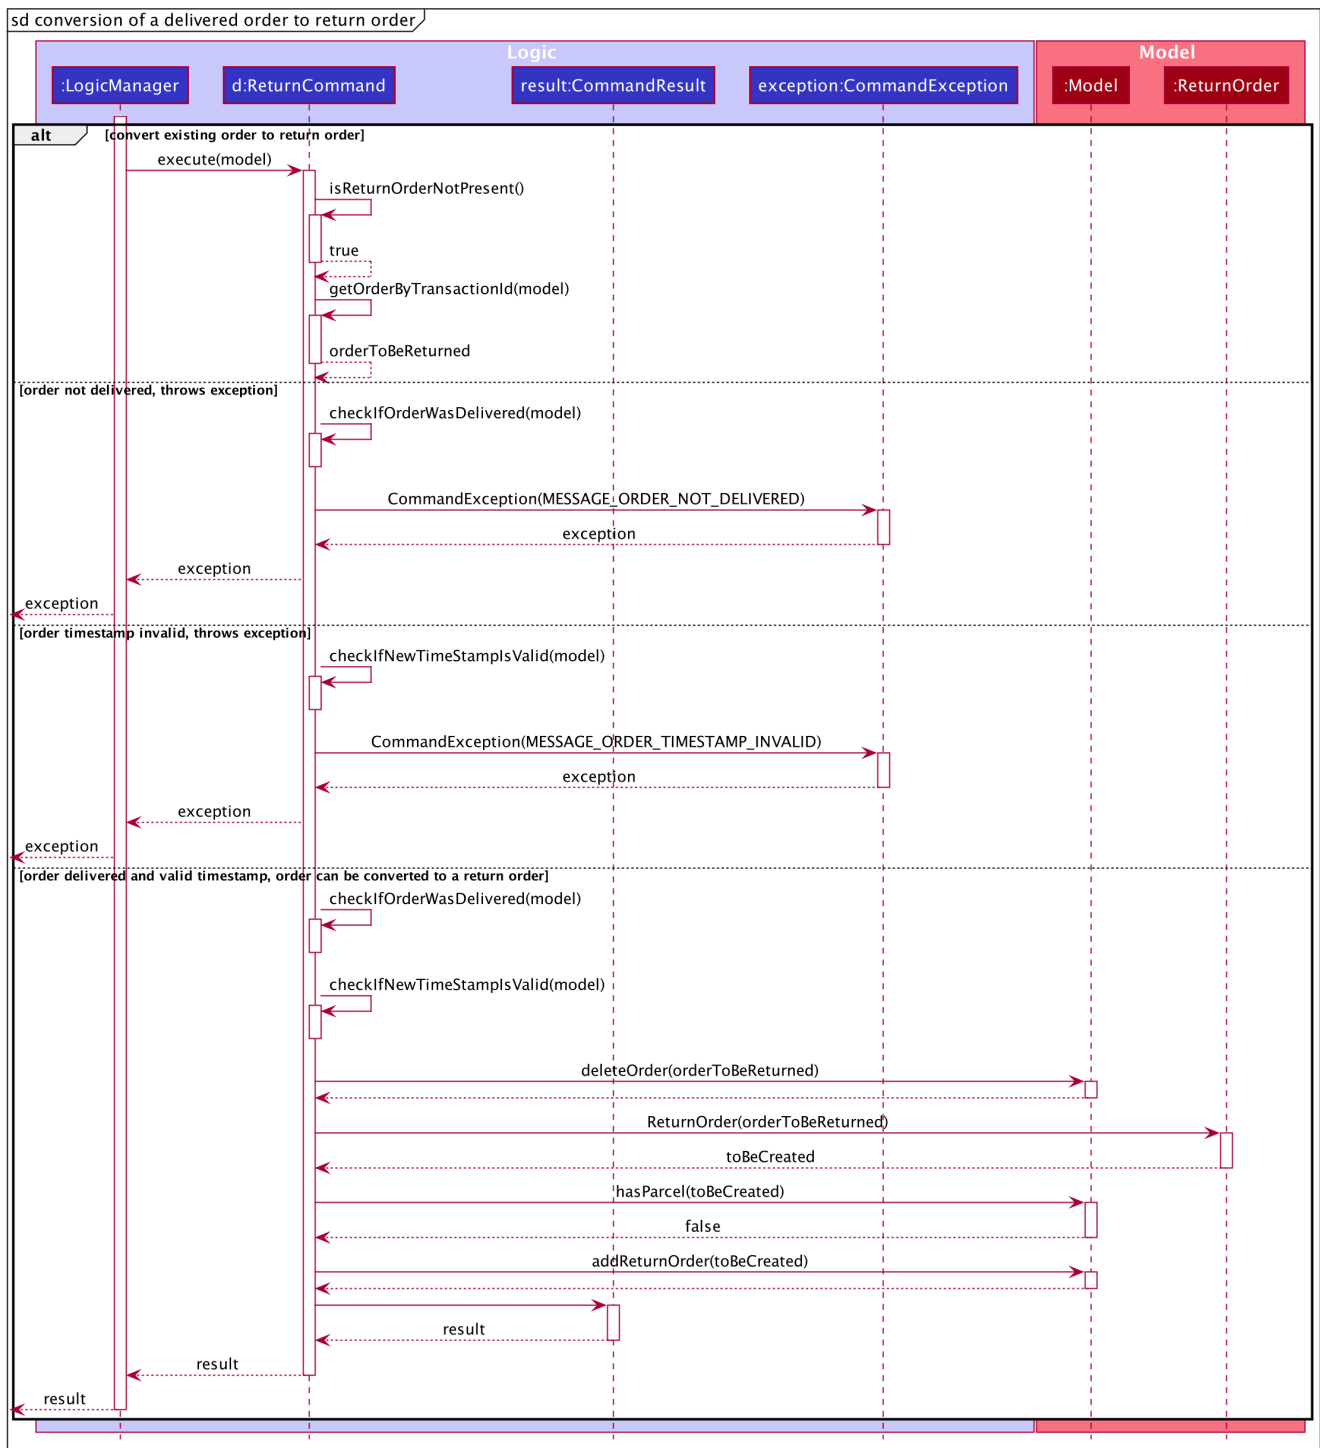 sd conversion of a delivered order to return order
Logic
Model
:LogicManager
d:ReturnCommand
result:CommandResult
exception:CommandException
:Model
:ReturnOrder
alt
[convert existing order to return order]
execute(model)
isReturnOrderNotPresent()
true
getOrderByTransactionId(model)
orderToBeReturned
[order not delivered, throws exception]
checkIfOrderWasDelivered(model)
CommandException(MESSAGE_ORDER_NOT_DELIVERED)
exception
exception
exception
[order timestamp invalid, throws exception]
checkIfNewTimeStampIsValid(model)
CommandException(MESSAGE_ORDER_TIMESTAMP_INVALID)
exception
exception
exception
[order delivered and valid timestamp, order can be converted to a return order]
checkIfOrderWasDelivered(model)
checkIfNewTimeStampIsValid(model)
deleteOrder(orderToBeReturned)
ReturnOrder(orderToBeReturned)
toBeCreated
hasParcel(toBeCreated)
false
addReturnOrder(toBeCreated)
result
result
result